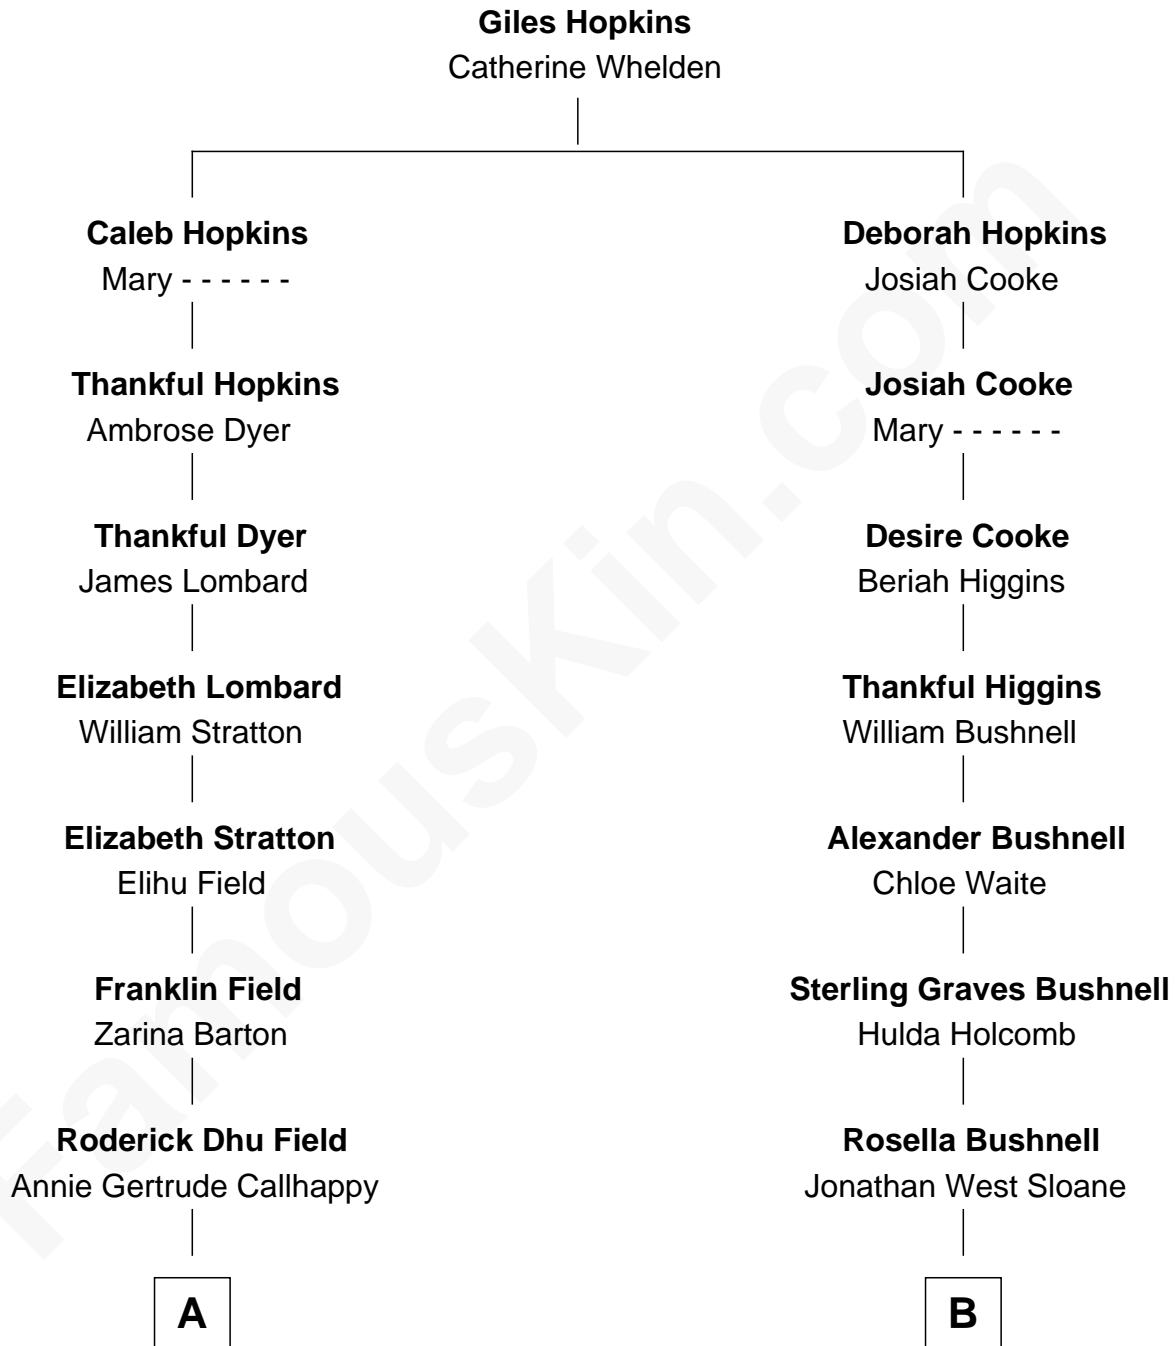 Giles Hopkins
Catherine Whelden
Caleb Hopkins
Mary - - - - - -
Deborah Hopkins
Josiah Cooke
Thankful Hopkins
Ambrose Dyer
Josiah Cooke
Mary - - - - - -
Thankful Dyer
James Lombard
Desire Cooke
Beriah Higgins
Elizabeth Lombard
William Stratton
Thankful Higgins
William Bushnell
Elizabeth Stratton
Elihu Field
Alexander Bushnell
Chloe Waite
Franklin Field
Zarina Barton
Sterling Graves Bushnell
Hulda Holcomb
Roderick Dhu Field
Annie Gertrude Callhappy
Rosella Bushnell
Jonathan West Sloane
A
B
FamousKin.com